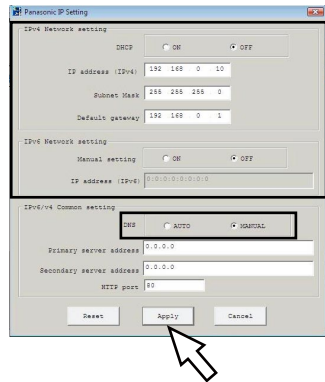 Panasonic IP Setting
IPv4 Network setting
DHCP ON OFF
IP address (IPv4) 192 168 0 10
Subnet Mask 255 255 255 0
Default gateway 192 168 0 1
IPv6 Network setting
Manual setting ON OFF
IP address (IPv6) 0:0:0:0:0:0:0:0
IPv6/v4 Common setting
DNS AUTO MANUAL
Primary server address 0.0.0.0
Secondary server address 0.0.0.0
HTTP port 80
Reset Apply Cancel